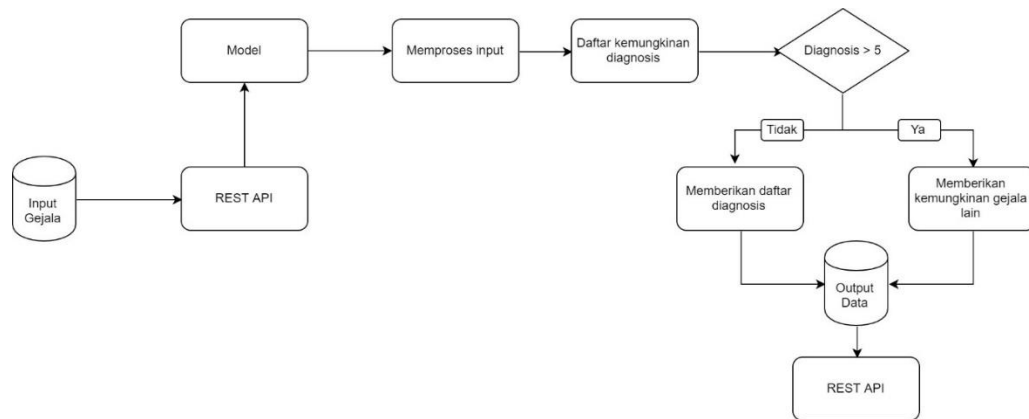 Model
Memproses input
Daftar kemungkinan
diagnosis
Diagnosis > 5
Tidak
Ya
Input
Gejala
REST API
Memberikan daftar
diagnosis
Memberikan
kemungkinan gejala
lain
Output
Data
REST API